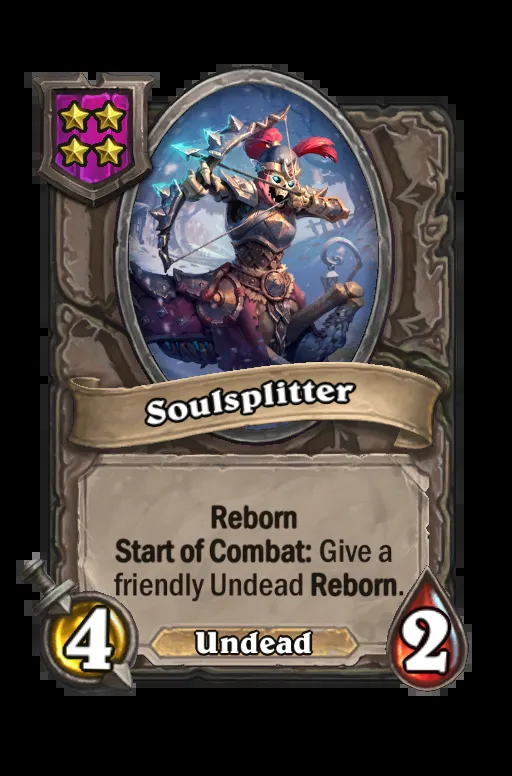 Soulsplitter
Reborn
Start of Combat: Give a
friendly Undead Reborn.
4
Undead
2